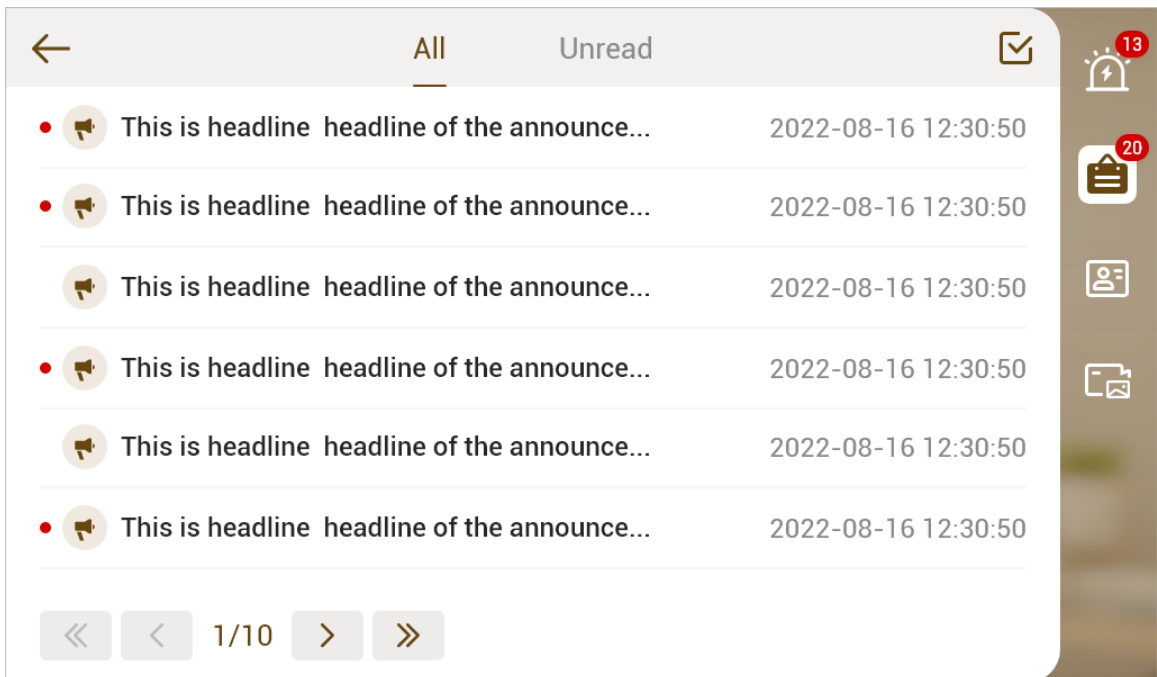 All Unread
13
This is headline  headline of the announce... 2022-08-16 12:30:50
20
This is headline  headline of the announce... 2022-08-16 12:30:50
This is headline  headline of the announce... 2022-08-16 12:30:50
This is headline  headline of the announce... 2022-08-16 12:30:50
This is headline  headline of the announce... 2022-08-16 12:30:50
This is headline  headline of the announce... 2022-08-16 12:30:50
1/10